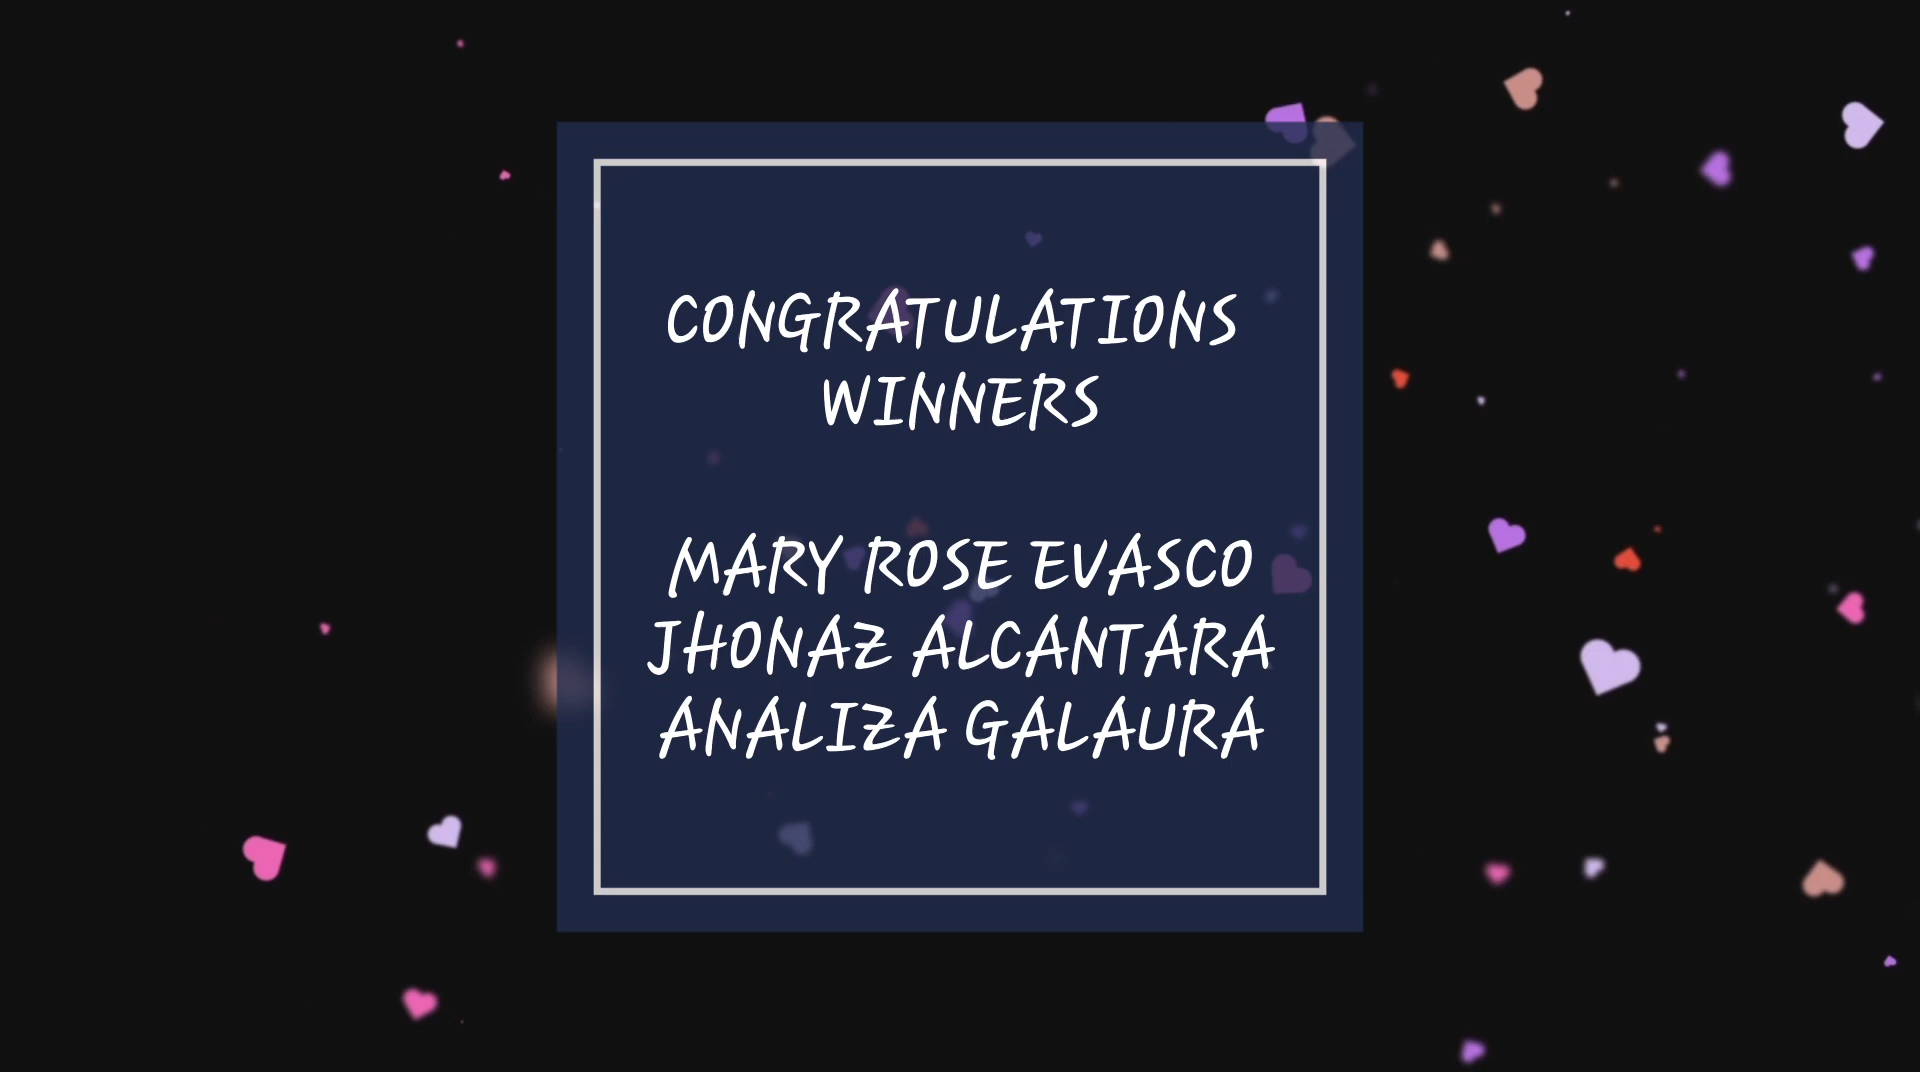 CONGRATULATIONS
WINNERS
MARY ROSE EVASCO
JHONAZ ALCANTARA
ANALIZA GALAURA